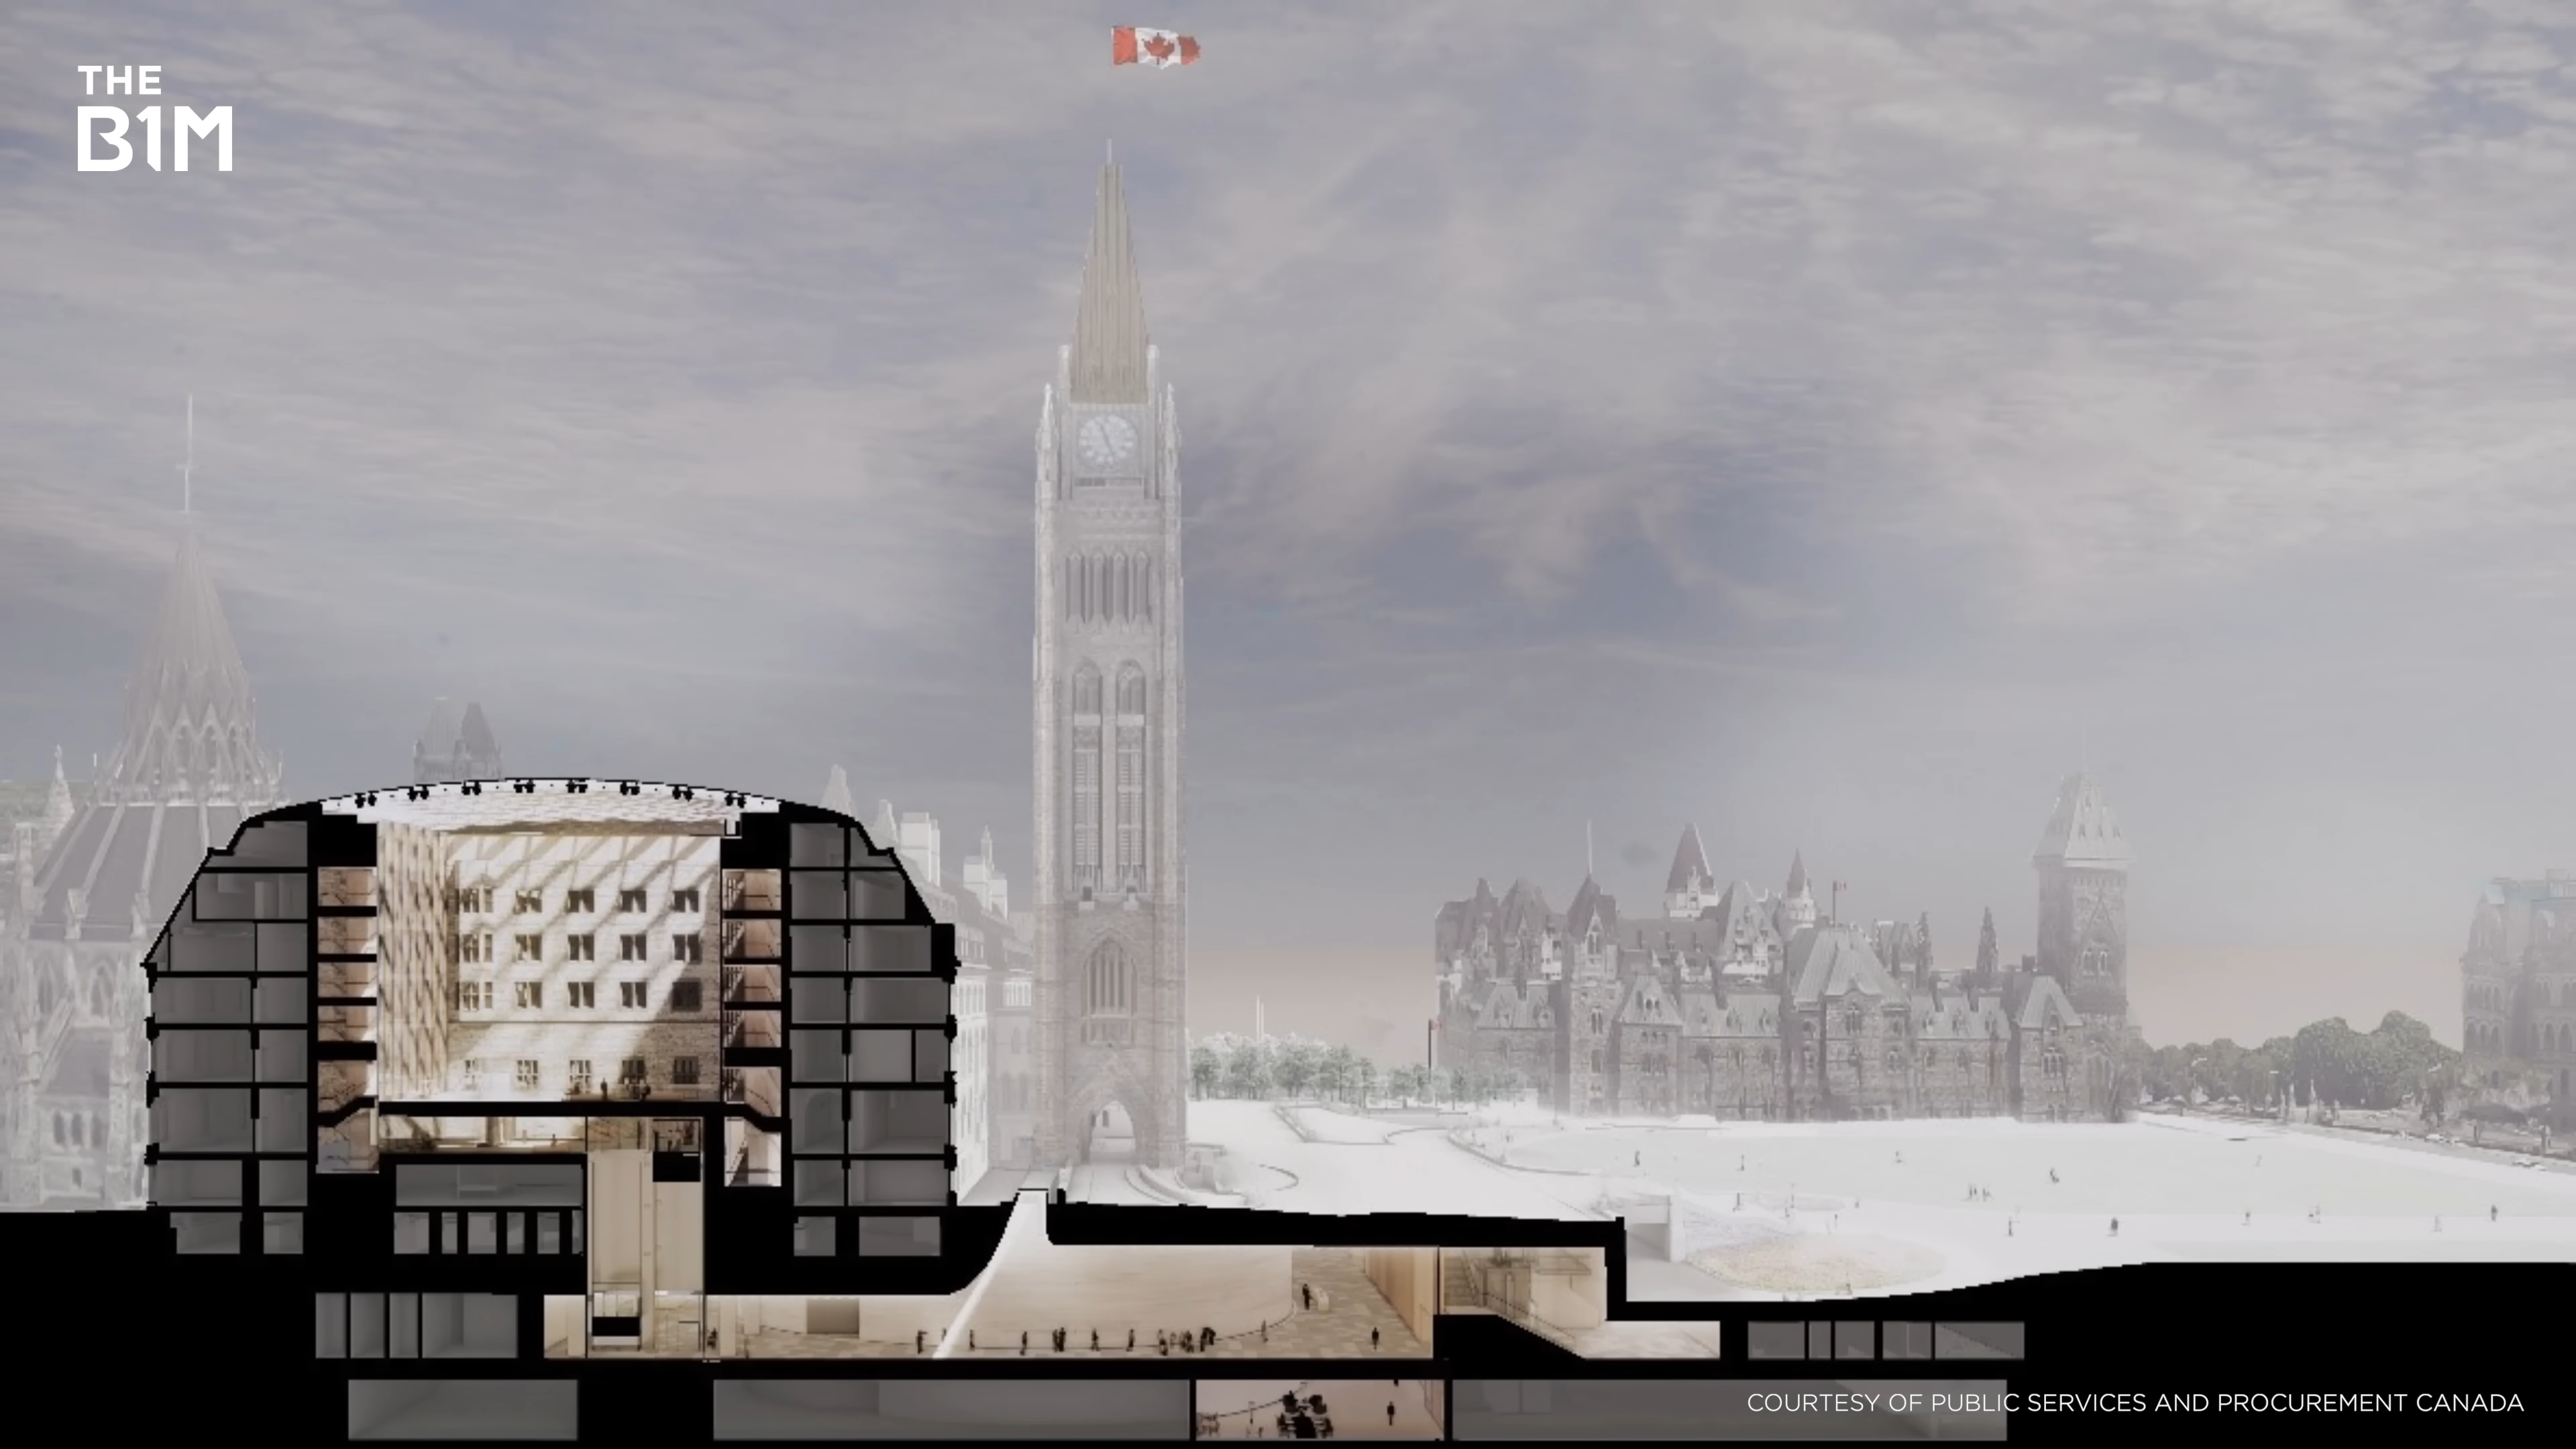 THE
B1M
COURTESY OF PUBLIC SERVICES AND PROCUREMENT CANADA